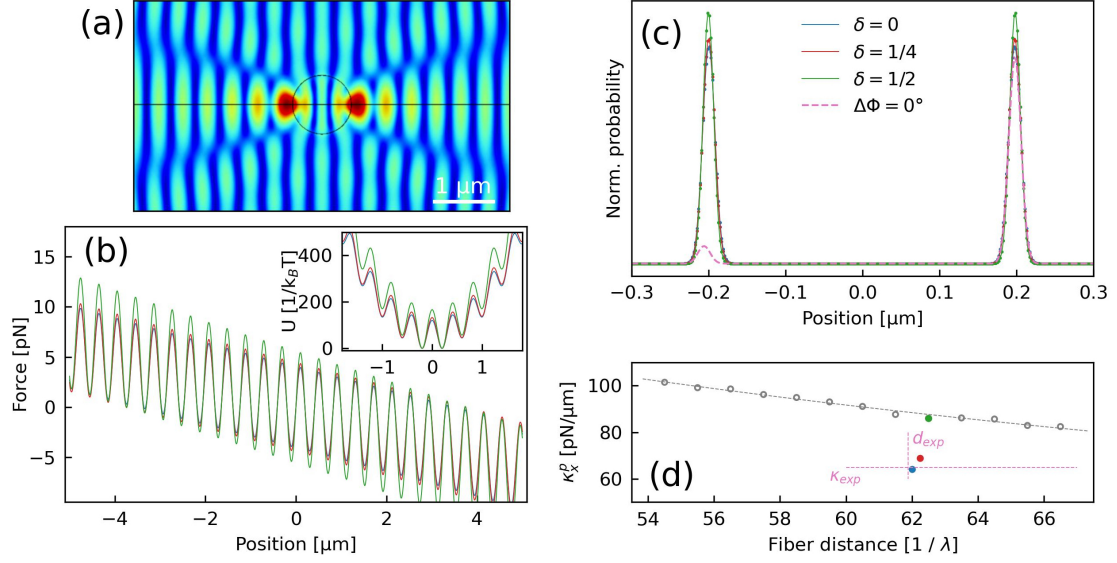 (a)
1 μm
(b)
15
10
5
0
−5
Force [pN]
−4
−2
0
2
4
Position [μm]
400
200
0
U [1/k_BT]
−1
0
1
(c)
δ = 0
δ = 1/4
δ = 1/2
ΔΦ = 0°
Norm. probability
−0.3
−0.2
−0.1
0.0
0.1
0.2
0.3
Position [μm]
100
80
60
κ_x^p [pN/μm]
d_exp
κ_exp
(d)
54
56
58
60
62
64
66
Fiber distance [1 / λ]